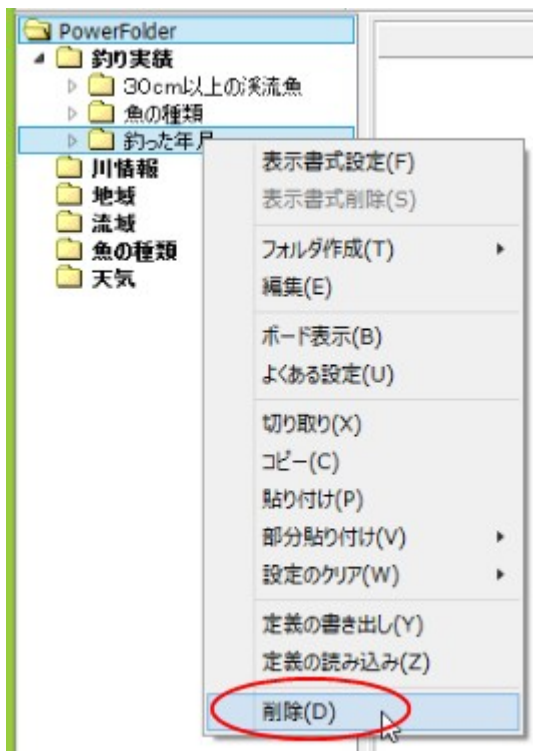 PowerFolder
釣り実績
30cm以上の渓流魚
魚の種類
釣った年月
川情報
地域
流域
魚の種類
天気
表示書式設定(F)
表示書式削除(S)
フォルダ作成(T)
編集(E)
ボード表示(B)
よくある設定(U)
切り取り(X)
コピー(C)
貼り付け(P)
部分貼り付け(V)
設定のクリア(W)
定義の書き出し(Y)
定義の読み込み(Z)
削除(D)